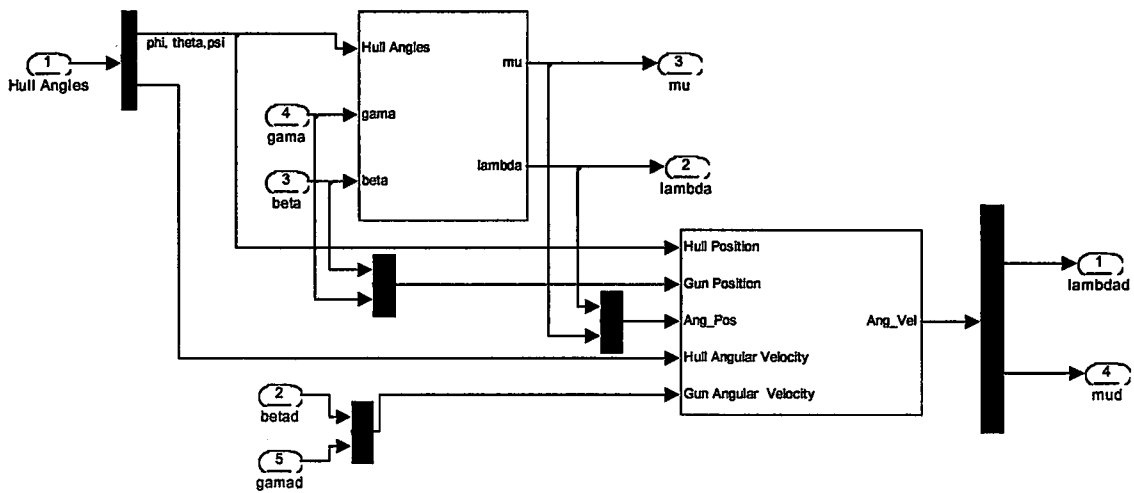 phi, theta,psi
1
Hull Angles
Hull Angles
mu
3
mu
4
gama
gama
lambda
2
lambda
3
beta
beta
Hull Position
Gun Position
Ang_Pos
Ang_Vel
Hull Angular Velocity
Gun Angular Velocity
1
lambdad
4
mud
2
betad
5
gamad